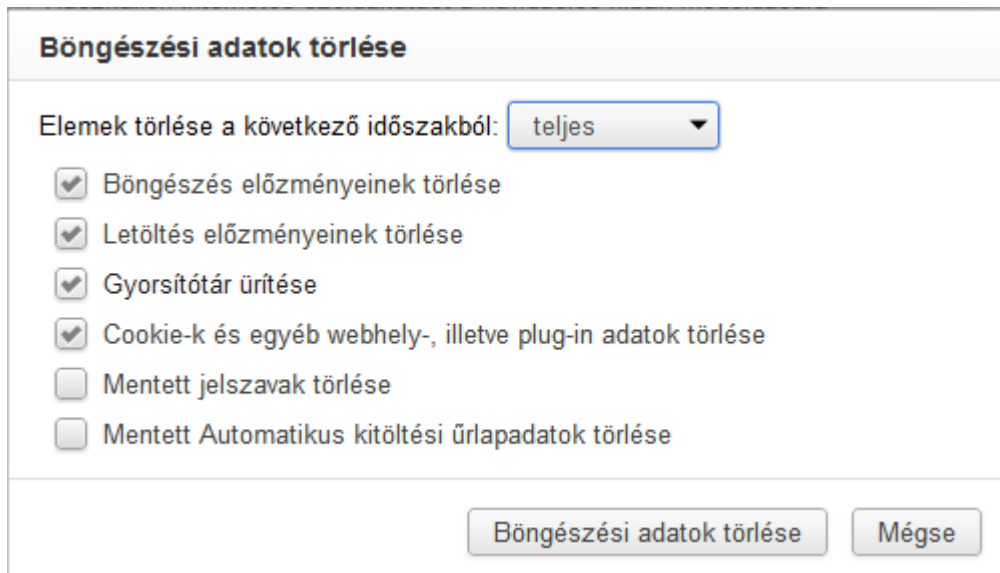 Böngészési adatok törlése
Elemek törlése a következő időszakból: teljes
Böngészés előzményeinek törlése
Letöltés előzményeinek törlése
Gyorsítótár ürítése
Cookie-k és egyéb webhely-, illetve plug-in adatok törlése
Mentett jelszavak törlése
Mentett Automatikus kitöltési űrlapadatok törlése
Böngészési adatok törlése Mégse